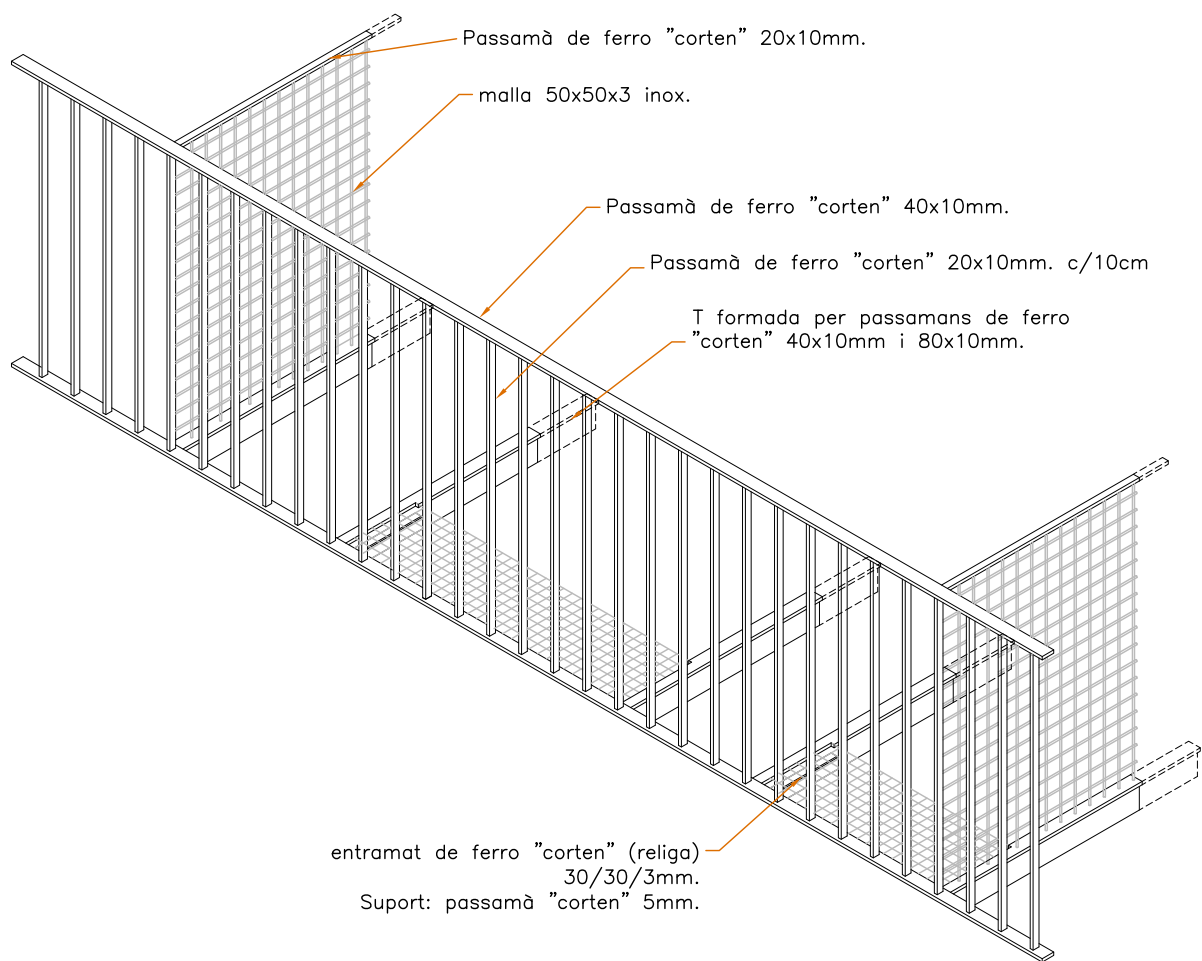 Passamà de ferro "corten" 20x10mm.
malla 50x50x3 inox.
Passamà de ferro "corten" 40x10mm.
Passamà de ferro "corten" 20x10mm. c/10cm
T formada per passamans de ferro
"corten" 40x10mm i 80x10mm.
entramat de ferro "corten" (religa)
30/30/3mm.
Suport: passamà "corten" 5mm.